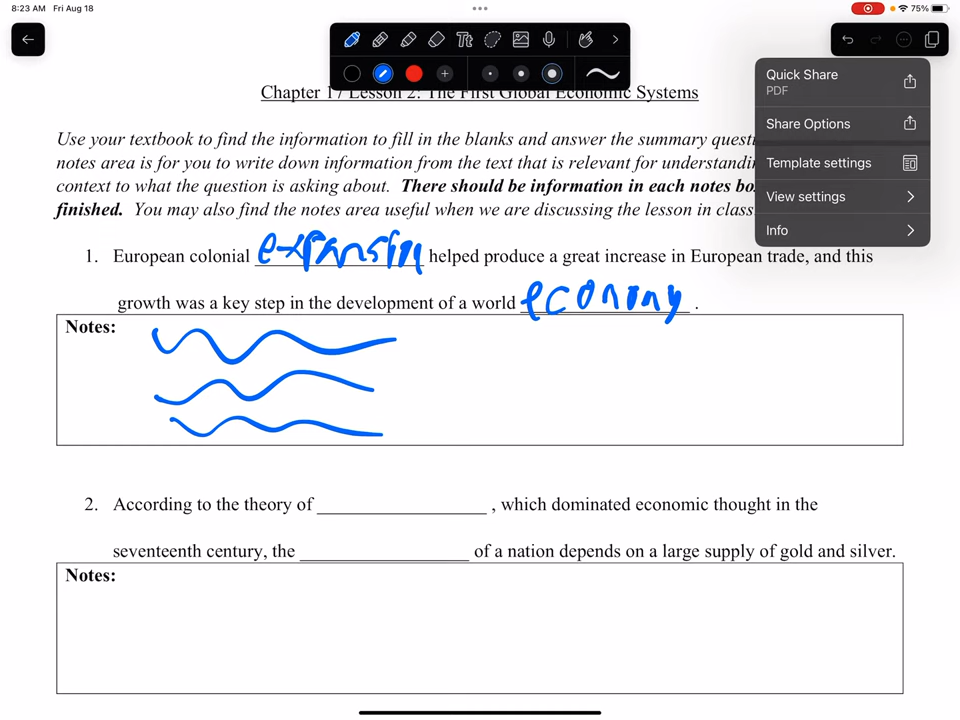 8:23 AM Fri Aug 18
75%
Tt
Quick Share
PDF
Share Options
Template settings
View settings
Info
Chapter 17 Lesson 2: The First Global Economic Systems
Use your textbook to find the information to fill in the blanks and answer the summary questi
notes area is for you to write down information from the text that is relevant for understandin
context to what the question is asking about. There should be information in each notes bo
finished. You may also find the notes area useful when we are discussing the lesson in class
1. European colonial expansion helped produce a great increase in European trade, and this
growth was a key step in the development of a world economy .
Notes:
2. According to the theory of ________________ , which dominated economic thought in the
seventeenth century, the ________________ of a nation depends on a large supply of gold and silver.
Notes: